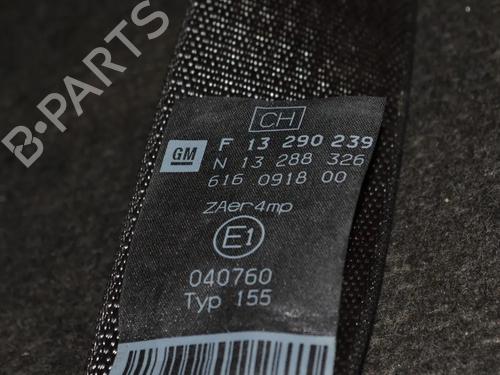 CH
GM
F 13 290 239
N 13 288 326
616 0918 00
ZAer4mp
E1
040760
Typ 155
B-PARTS